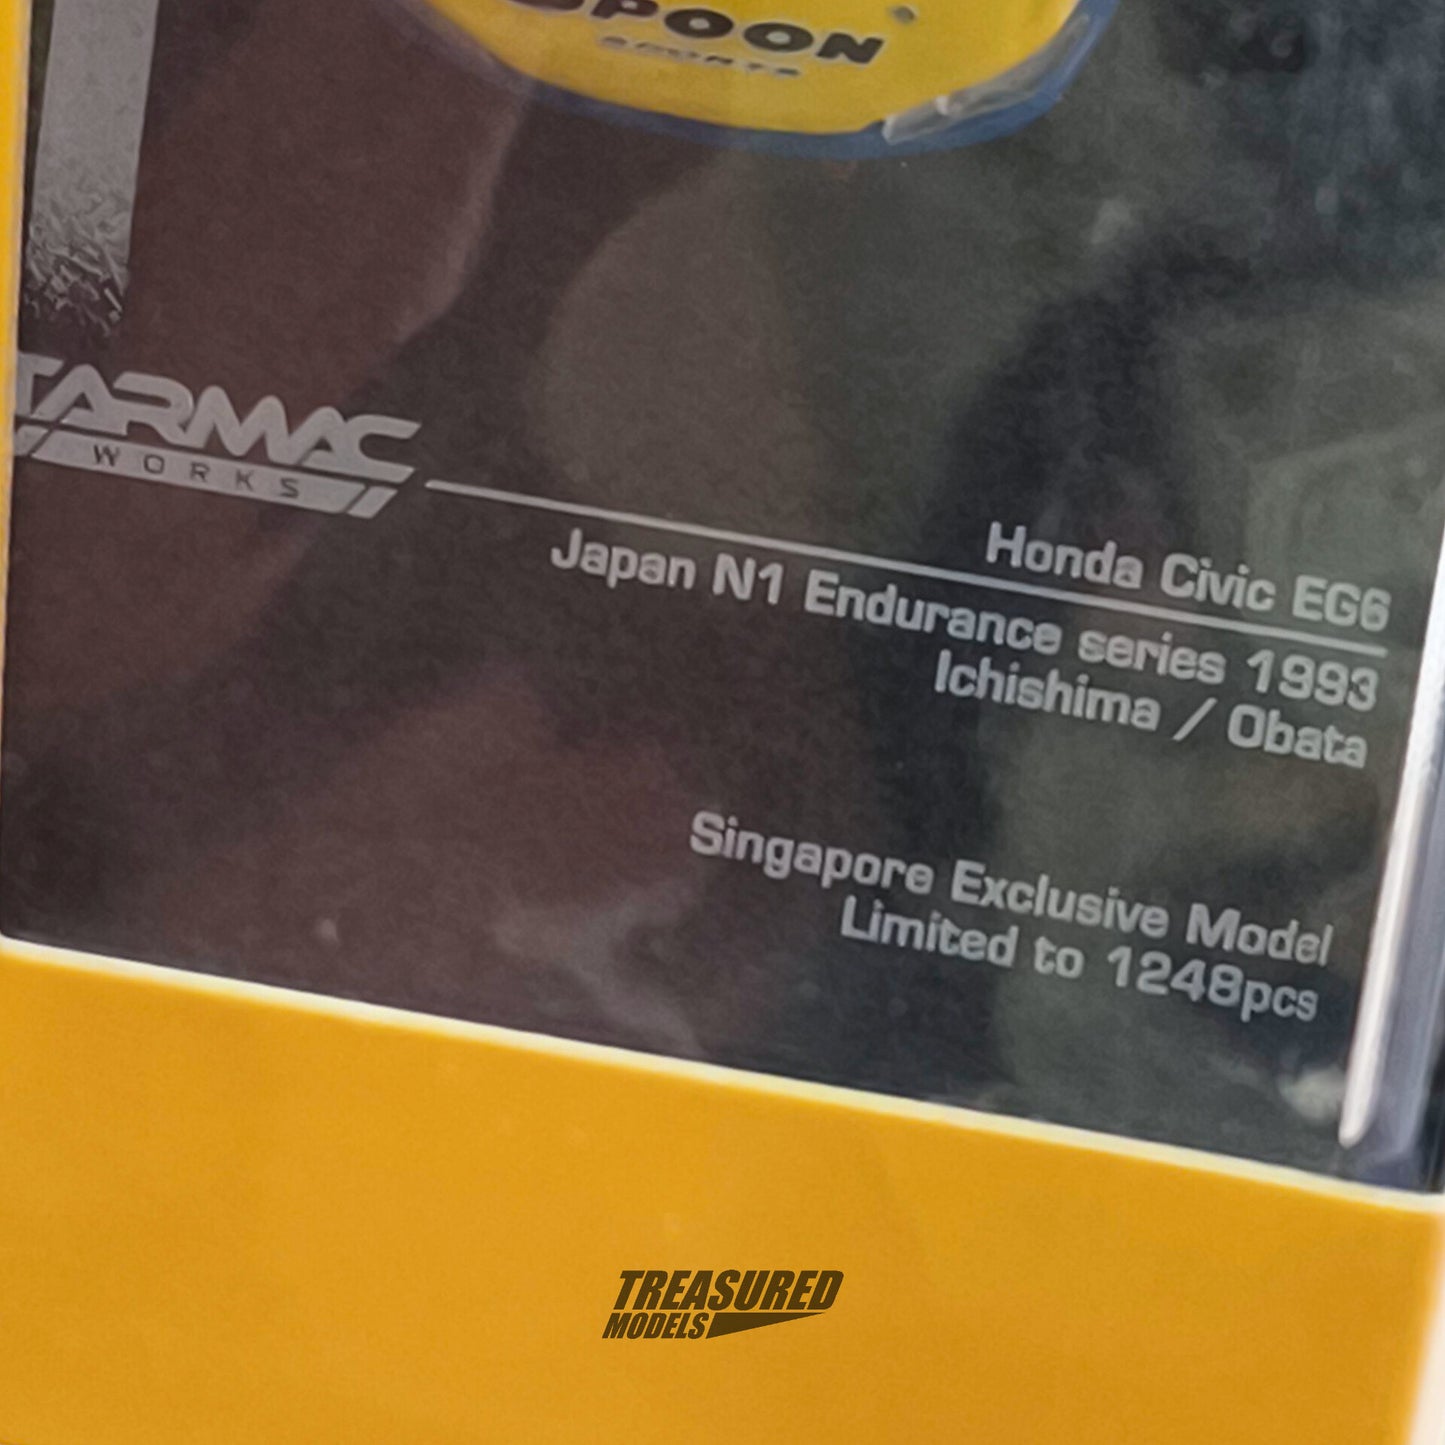 SPOON
SPORTS
TARMAC
WORKS
Honda Civic EG6
Japan N1 Endurance series 1993
Ichishima / Obata
Singapore Exclusive Model
Limited to 1248pcs
TREASURED
MODELS